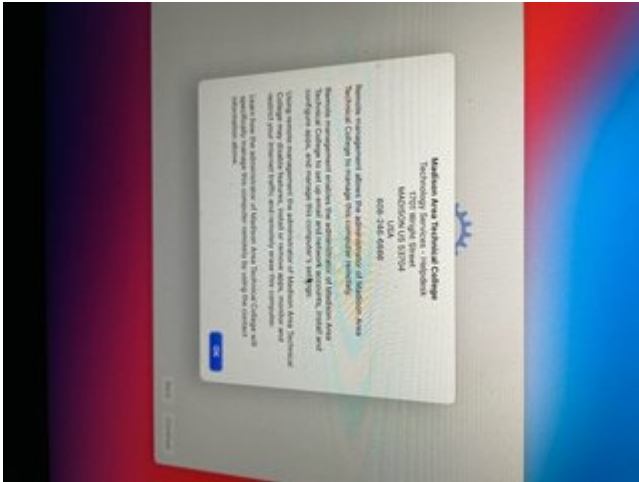 Madison Area Technical College
Technology Services - Helpdesk
1701 Wright Street
MADISON US 53704
USA
608-246-6666
Remote management allows the administrator of Madison Area
Technical College to manage this computer remotely.
Remote management enables the administrator of Madison Area
Technical College to set up email and network accounts, install and
configure apps, and manage this computer's settings.
Using remote management the administrator of Madison Area Technical
College may disable features, install or remove apps, monitor and
restrict your Internet traffic and remotely erase this computer.
Learn how the administrator of Madison Area Technical College will
specifically manage this computer remotely by using the contact
information above.
OK
Back
Continue